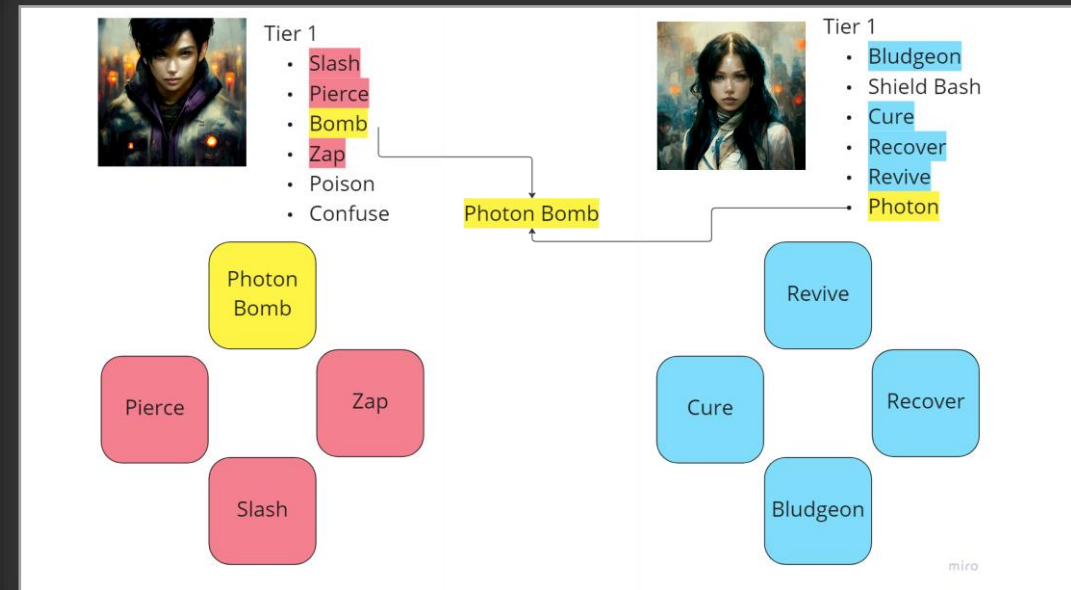 Tier 1
Slash
Pierce
Bomb
Zap
Poison
Confuse
Tier 1
Bludgeon
Shield Bash
Cure
Recover
Revive
Photon
Photon Bomb
Photon
Bomb
Pierce
Zap
Slash
Revive
Cure
Recover
Bludgeon
miro